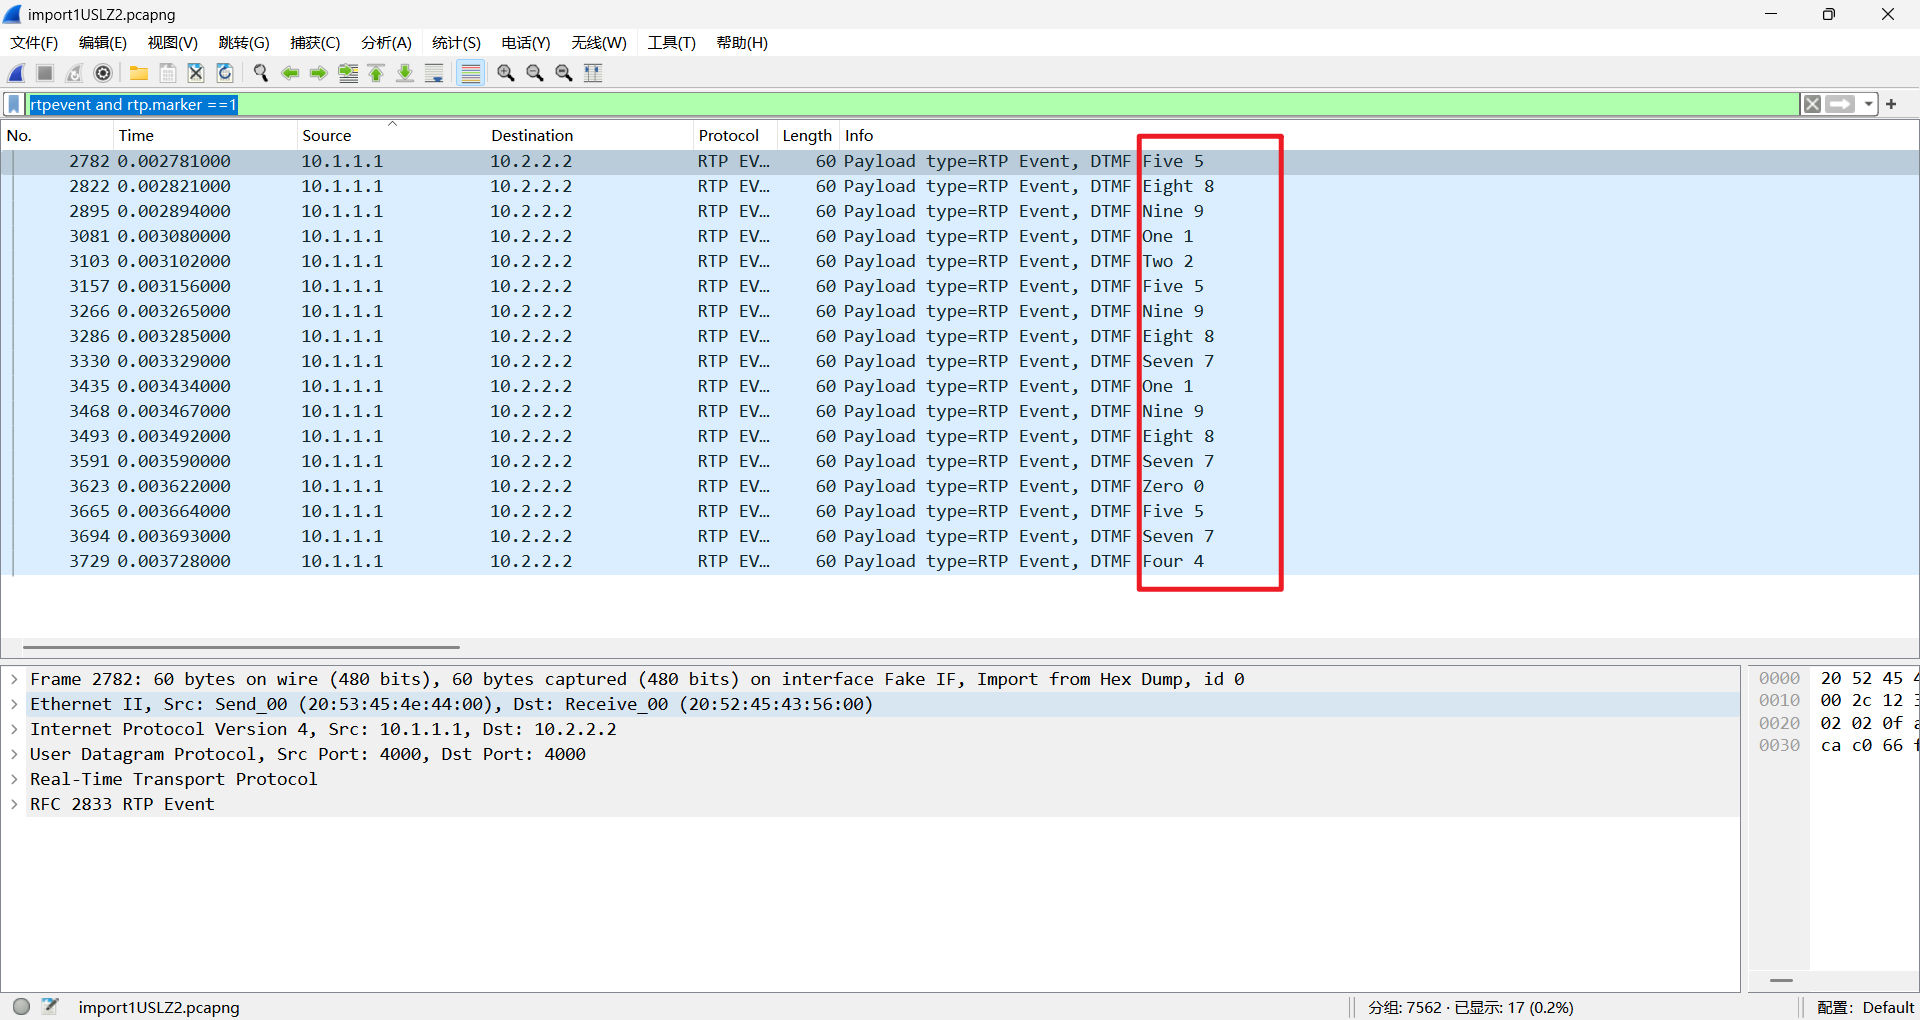 import1USLZ2.pcapng
文件(F) 编辑(E) 视图(V) 跳转(G) 捕获(C) 分析(A) 统计(S) 电话(Y) 无线(W) 工具(T) 帮助(H)
rtpevent and rtp.marker ==1
No. Time Source Destination Protocol Length Info
2782 0.002781000 10.1.1.1 10.2.2.2 RTP EV… 60 Payload type=RTP Event, DTMF Five 5
2822 0.002821000 10.1.1.1 10.2.2.2 RTP EV… 60 Payload type=RTP Event, DTMF Eight 8
2895 0.002894000 10.1.1.1 10.2.2.2 RTP EV… 60 Payload type=RTP Event, DTMF Nine 9
3081 0.003080000 10.1.1.1 10.2.2.2 RTP EV… 60 Payload type=RTP Event, DTMF One 1
3103 0.003102000 10.1.1.1 10.2.2.2 RTP EV… 60 Payload type=RTP Event, DTMF Two 2
3157 0.003156000 10.1.1.1 10.2.2.2 RTP EV… 60 Payload type=RTP Event, DTMF Five 5
3266 0.003265000 10.1.1.1 10.2.2.2 RTP EV… 60 Payload type=RTP Event, DTMF Nine 9
3286 0.003285000 10.1.1.1 10.2.2.2 RTP EV… 60 Payload type=RTP Event, DTMF Eight 8
3330 0.003329000 10.1.1.1 10.2.2.2 RTP EV… 60 Payload type=RTP Event, DTMF Seven 7
3435 0.003434000 10.1.1.1 10.2.2.2 RTP EV… 60 Payload type=RTP Event, DTMF One 1
3468 0.003467000 10.1.1.1 10.2.2.2 RTP EV… 60 Payload type=RTP Event, DTMF Nine 9
3493 0.003492000 10.1.1.1 10.2.2.2 RTP EV… 60 Payload type=RTP Event, DTMF Eight 8
3591 0.003590000 10.1.1.1 10.2.2.2 RTP EV… 60 Payload type=RTP Event, DTMF Seven 7
3623 0.003622000 10.1.1.1 10.2.2.2 RTP EV… 60 Payload type=RTP Event, DTMF Zero 0
3665 0.003664000 10.1.1.1 10.2.2.2 RTP EV… 60 Payload type=RTP Event, DTMF Five 5
3694 0.003693000 10.1.1.1 10.2.2.2 RTP EV… 60 Payload type=RTP Event, DTMF Seven 7
3729 0.003728000 10.1.1.1 10.2.2.2 RTP EV… 60 Payload type=RTP Event, DTMF Four 4
Frame 2782: 60 bytes on wire (480 bits), 60 bytes captured (480 bits) on interface Fake IF, Import from Hex Dump, id 0
Ethernet II, Src: Send_00 (20:53:45:4e:44:00), Dst: Receive_00 (20:52:45:43:56:00)
Internet Protocol Version 4, Src: 10.1.1.1, Dst: 10.2.2.2
User Datagram Protocol, Src Port: 4000, Dst Port: 4000
Real-Time Transport Protocol
RFC 2833 RTP Event
0000 20 52 45
0010 00 2c 12
0020 02 02 0f
0030 ca c0 66
import1USLZ2.pcapng
分组: 7562 · 已显示: 17 (0.2%)
配置: Default